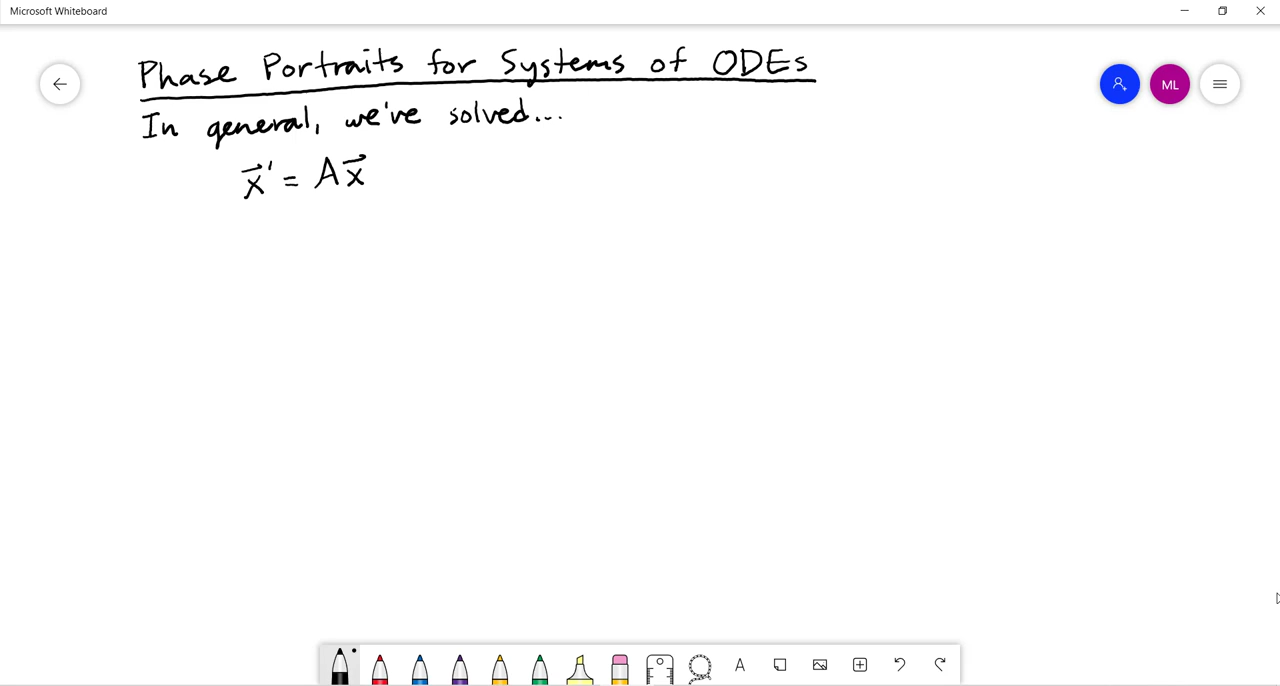 Microsoft Whiteboard
Phase Portraits for Systems of ODEs
ML
In general, we've solved...
x⃗' = Ax⃗
A